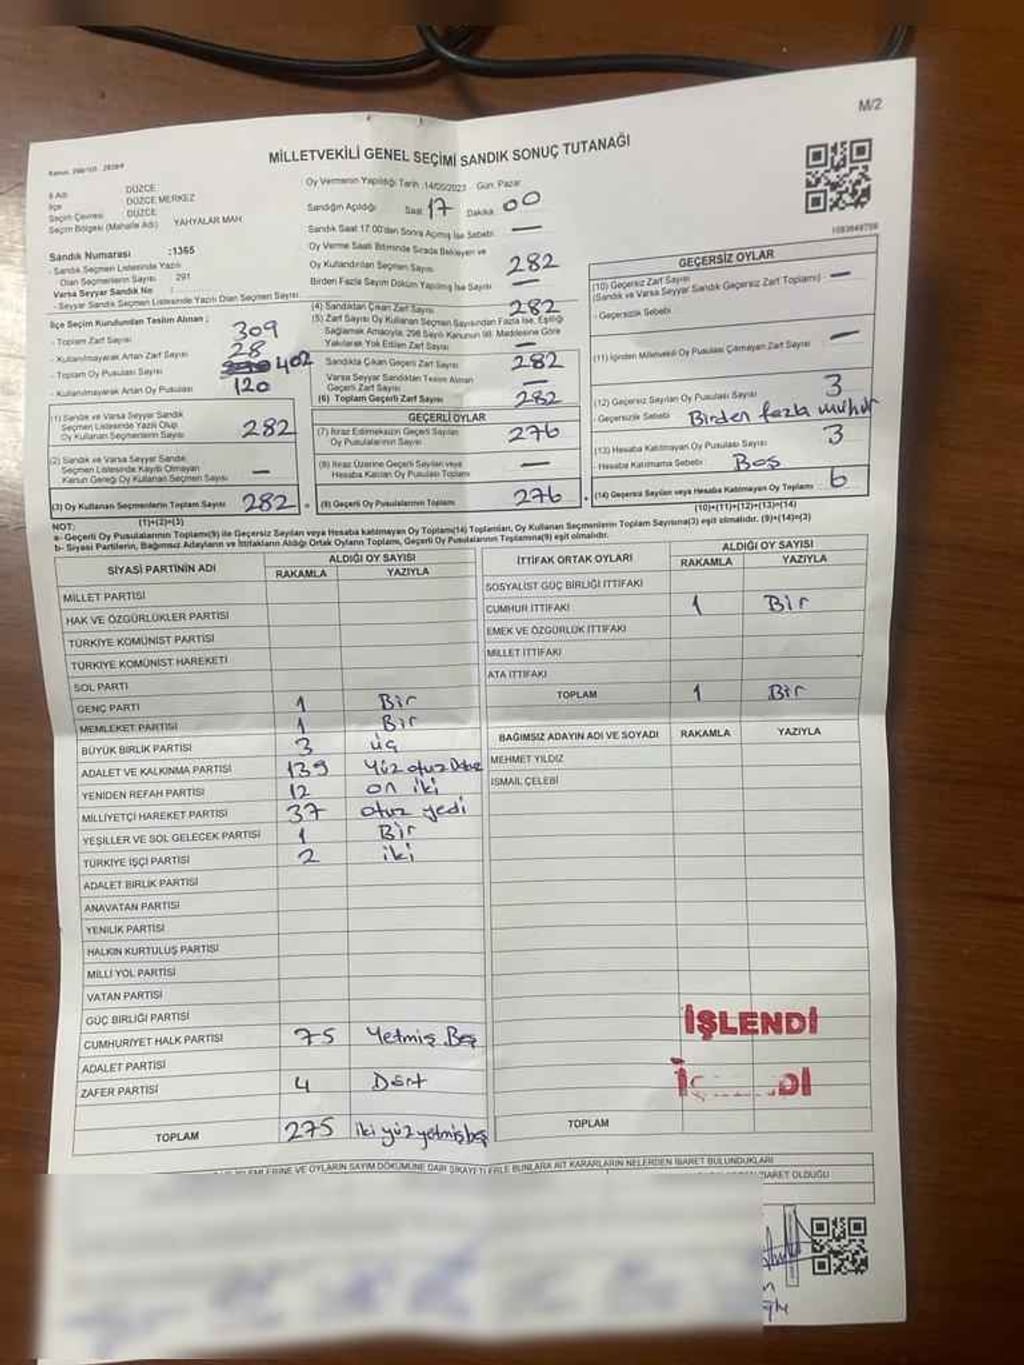 M/2
MİLLETVEKİLİ GENEL SEÇİMİ SANDIK SONUÇ TUTANAĞI
İl Adı DÜZCE
İlçe DÜZCE MERKEZ
Seçim Çevresi DÜZCE
Seçim Bölgesi (Mahalle Adı) YAHYALAR MAH
Sandık Numarası :1365
- Sandık Seçmen Listesinde Yazılı
Olan Seçmenlerin Sayısı : 291
Varsa Seyyar Sandık No :
- Seyyar Sandık Seçmen Listesinde Yazılı Olan Seçmen Sayısı
Oy Vermenin Yapıldığı Tarih :14/05/2023 Gün: Pazar
Sandığın Açıldığı Saat 17 Dakika 00
Sandık Saat 17.00'den Sonra Açılmış İse Sebebi: —
Oy Verme Saati Bitiminde Sırada Bekleyen ve
Oy Kullandırılan Seçmen Sayısı 282
Birden Fazla Sayım Döküm Yapılmış İse Sayısı —
İlçe Seçim Kurulundan Teslim Alınan :
- Toplam Zarf Sayısı 309
- Kullanılmayarak Artan Zarf Sayısı 28
- Toplam Oy Pusulası Sayısı 402
- Kullanılmayarak Artan Oy Pusulası 120
(4) Sandıktan Çıkan Zarf Sayısı 282
(5) Zarf Sayısı Oy Kullanan Seçmen Sayısından Fazla İse, Eşitliği
Sağlamak Amacıyla, 298 Sayılı Kanunun 98. Maddesine Göre
Yakılarak Yok Edilen Zarf Sayısı —
Sandıkta Çıkan Geçerli Zarf Sayısı 282
Varsa Seyyar Sandıktan Teslim Alınan
Geçerli Zarf Sayısı —
(6) Toplam Geçerli Zarf Sayısı 282
(1) Sandık ve Varsa Seyyar Sandık
Seçmen Listesinde Yazılı Olup
Oy Kullanan Seçmenlerin Sayısı 282
(2) Sandık ve Varsa Seyyar Sandık
Seçmen Listesinde Kayıtlı Olmayan
Kanun Gereği Oy Kullanan Seçmenlerin Sayısı —
(3) Oy Kullanan Seçmenlerin Toplam Sayısı 282
(1)+(2)=(3)
GEÇERLİ OYLAR
(7) İtiraz Edilmeksizin Geçerli Sayılan
Oy Pusulalarının Sayısı 276
(8) İtiraz Üzerine Geçerli Sayılan veya
Hesaba Katılan Oy Pusulası Toplamı —
(9) Geçerli Oy Pusulalarının Toplamı 276
GEÇERSİZ OYLAR
(10) Geçersiz Zarf Sayısı
(Sandık ve Varsa Seyyar Sandık Geçersiz Zarf Toplamı) —
- Geçersizlik Sebebi
(11) İçinden Milletvekili Oy Pusulası Çıkmayan Zarf Sayısı —
(12) Geçersiz Sayılan Oy Pusulası Sayısı 3
- Geçersizlik Sebebi Birden fazla mühür
(13) Hesaba Katılmayan Oy Pusulası Sayısı 3
- Hesaba Katılmama Sebebi Boş
(14) Geçersiz Sayılan veya Hesaba Katılmayan Oy Toplamı 6
(10)+(11)+(12)+(13)=(14)
NOT:
a- Geçerli Oy Pusulalarının Toplamı(9) ile Geçersiz Sayılan veya Hesaba katılmayan Oy Toplamı(14) Toplamları, Oy Kullanan Seçmenlerin Toplam Sayısına(3) eşit olmalıdır. (9)+(14)=(3)
b- Siyasi Partilerin, Bağımsız Adayların ve İttifakların Aldığı Ortak Oyların Toplamı, Geçerli Oy Pusulalarının Toplamına(9) eşit olmalıdır.
SİYASİ PARTİNİN ADI ALDIĞI OY SAYISI
RAKAMLA YAZIYLA
MİLLET PARTİSİ
HAK VE ÖZGÜRLÜKLER PARTİSİ
TÜRKİYE KOMÜNİST PARTİSİ
TÜRKİYE KOMÜNİST HAREKETİ
SOL PARTİ
GENÇ PARTİ 1 Bir
MEMLEKET PARTİSİ 1 Bir
BÜYÜK BİRLİK PARTİSİ 3 üç
ADALET VE KALKINMA PARTİSİ 139 Yüz otuz Dokuz
YENİDEN REFAH PARTİSİ 12 on iki
MİLLİYETÇİ HAREKET PARTİSİ 37 otuz yedi
YEŞİLLER VE SOL GELECEK PARTİSİ 1 Bir
TÜRKİYE İŞÇİ PARTİSİ 2 iki
ADALET BİRLİK PARTİSİ
ANAVATAN PARTİSİ
YENİLİK PARTİSİ
HALKIN KURTULUŞ PARTİSİ
MİLLİ YOL PARTİSİ
VATAN PARTİSİ
GÜÇ BİRLİĞİ PARTİSİ
CUMHURİYET HALK PARTİSİ 75 Yetmiş Beş
ADALET PARTİSİ
ZAFER PARTİSİ 4 Dört
TOPLAM 275 iki yüz yetmiş beş
İTTİFAK ORTAK OYLARI ALDIĞI OY SAYISI
RAKAMLA YAZIYLA
SOSYALİST GÜÇ BİRLİĞİ İTTİFAKI
CUMHUR İTTİFAKI 1 Bir
EMEK VE ÖZGÜRLÜK İTTİFAKI
MİLLET İTTİFAKI
ATA İTTİFAKI
TOPLAM 1 Bir
BAĞIMSIZ ADAYIN ADI VE SOYADI RAKAMLA YAZIYLA
MEHMET YILDIZ
İSMAİL ÇELEBİ
İŞLENDİ
TOPLAM
VE OYLARIN SAYIM DÖKÜMÜNE DAİR ŞİKAYETLERLE BUNLARA AİT KARARLARIN NELERDEN İBARET BULUNDUKLARI
İBARET OLDUĞU